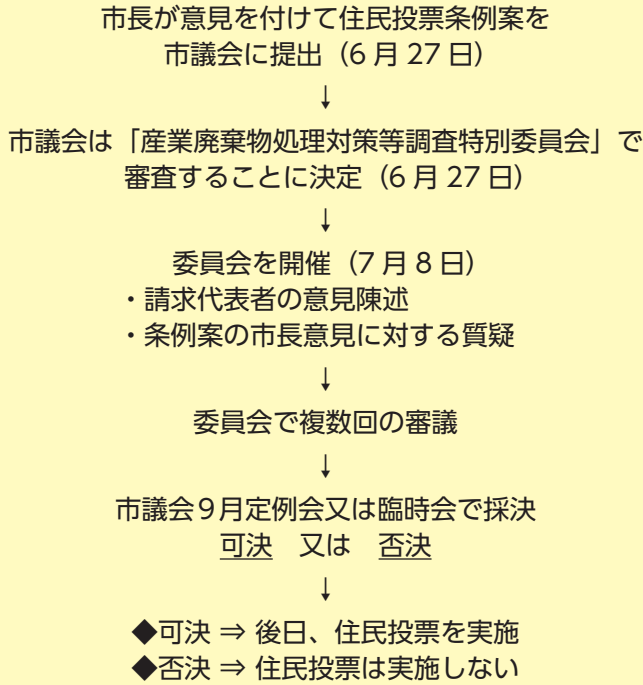 市長が意見を付けて住民投票条例案を
市議会に提出（6 月 27 日）
↓
市議会は「産業廃棄物処理対策等調査特別委員会」で
審査することに決定（6 月 27 日）
↓
委員会を開催（7 月 8 日）
・請求代表者の意見陳述
・条例案の市長意見に対する質疑
↓
委員会で複数回の審議
↓
市議会９月定例会又は臨時会で採決
可決　又は　否決
↓
◆可決 ⇒ 後日、住民投票を実施
◆否決 ⇒ 住民投票は実施しない